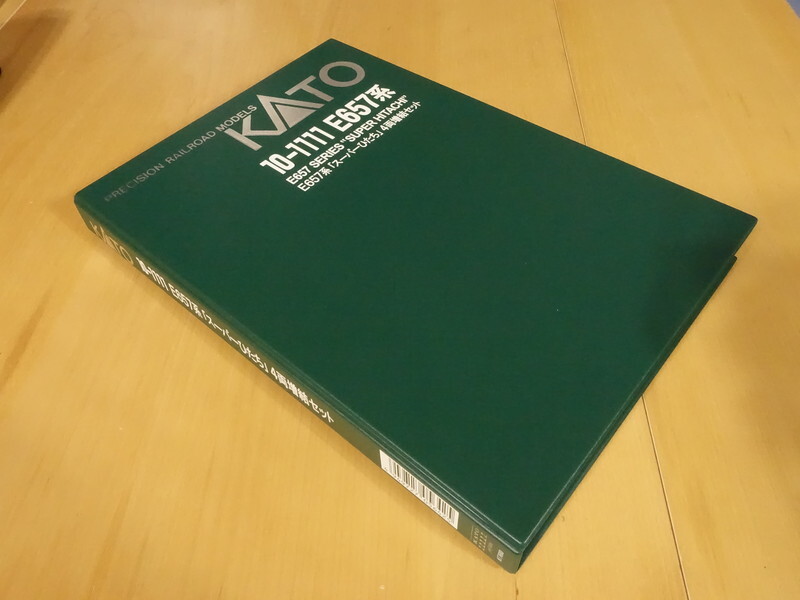 KATO
PRECISION RAILROAD MODELS
10-1111 E657系
E657 SERIES "SUPER HITACHI"
E657系「スーパーひたち」4両増結セット
KATO
10-1111 E657系「スーパーひたち」4両増結セット